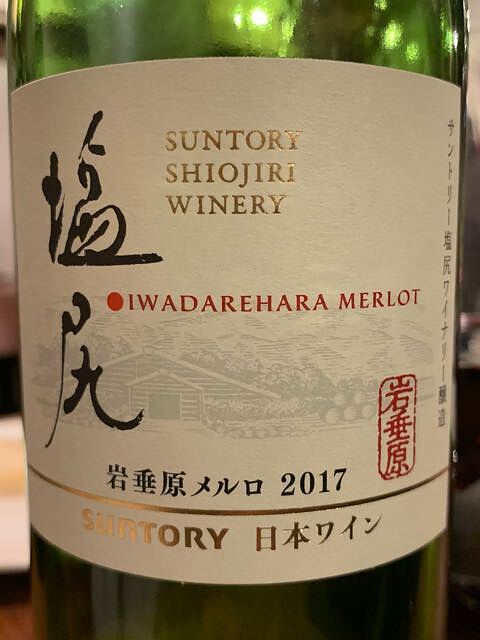 塩尻
SUNTORY
SHIOJIRI
WINERY
サントリー塩尻ワイナリー醸造
IWADAREHARA MERLOT
岩垂原
岩垂原メルロ 2017
SUNTORY 日本ワイン